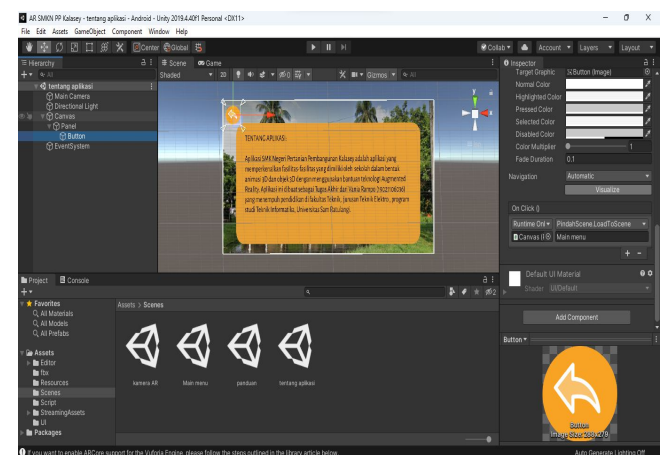 AR SMKN PP Kalasey - tentang aplikasi - Android - Unity 2019.4.40f1 Personal <DX11>
File Edit Assets GameObject Component Window Help
Center Global Collab Account Layers Layout
Hierarchy
All
tentang aplikasi
Main Camera
Directional Light
Canvas
Panel
Button
EventSystem
Scene Game
Shaded 2D 0 Gizmos All
TENTANG APLIKASI:
Aplikasi SMK Negeri Pertanian Pembangunan Kalasey adalah aplikasi yang
memperkenalkan fasilitas-fasilitas yang dimiliki oleh sekolah dalam bentuk
animasi 3D dan objek 3D dengan menggunakan bantuan teknologi Augmented
Reality. Aplikasi ini dibuat sebagai Tugas Akhir dari Vania Rampo
yang menempuh pendidikan di fakultas Teknik, Jurusan Teknik Elektro, program
studi Teknik Informatika, Universitas Sam Ratulangi.
Inspector
Target Graphic Button (Image)
Normal Color
Highlighted Color
Pressed Color
Selected Color
Disabled Color
Color Multiplier 1
Fade Duration 0.1
Navigation Automatic
Visualize
On Click ()
Runtime Onl PindahScene.LoadToScene
Canvas Main menu
+ -
Default UI Material
Shader UI/Default
Add Component
Button
Button
Image Size: 283x279
Project Console
2
Favorites
All Materials
All Models
All Prefabs
Assets
Editor
fbx
Resources
Scenes
Script
StreamingAssets
UI
Packages
Assets > Scenes
kamera AR Main menu panduan tentang aplikasi
If you want to enable ARCore support for the Vuforia Engine, please follow the steps outlined in the library article below.
Auto Generate Lighting Off